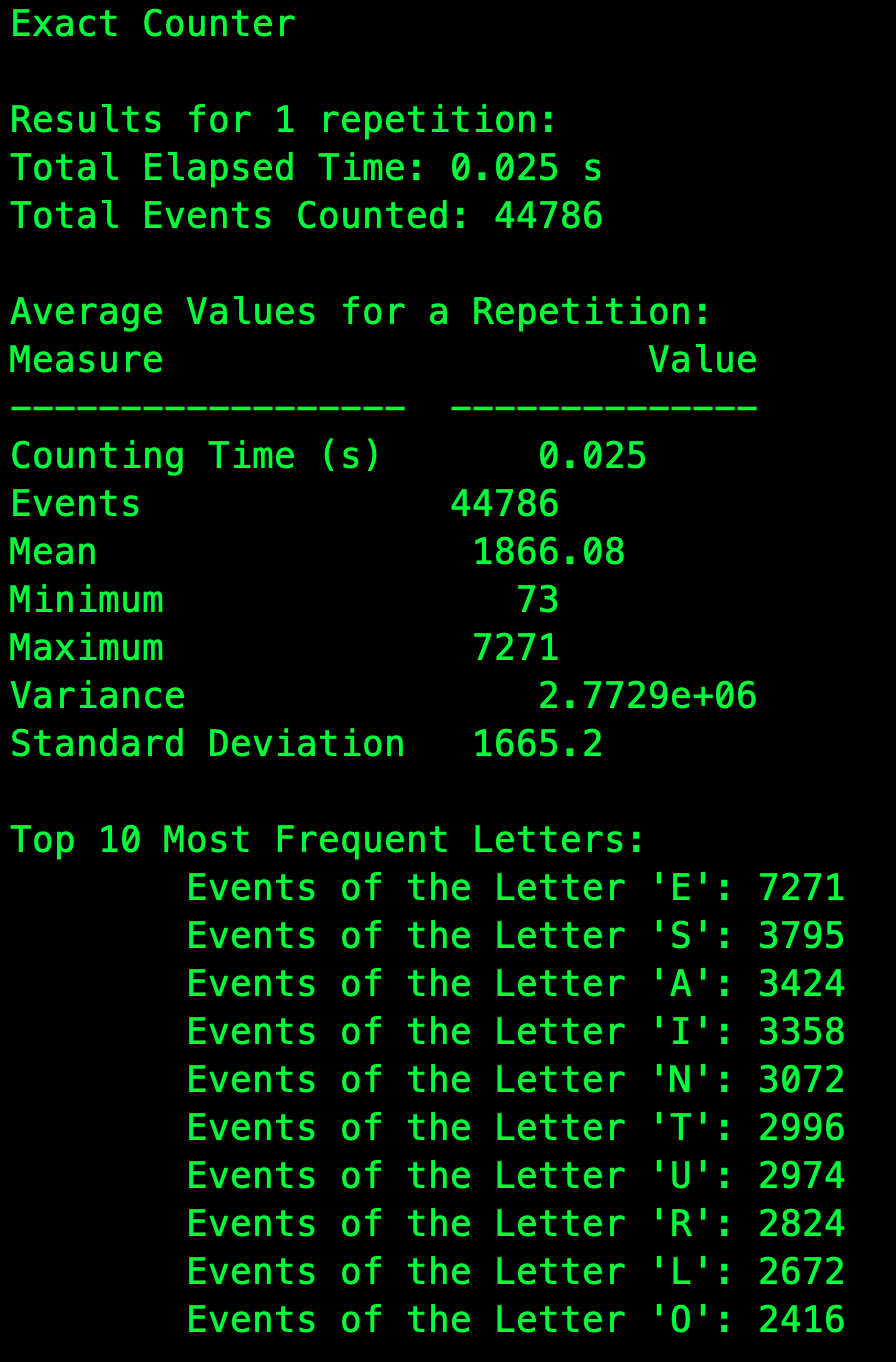 Exact Counter
Results for 1 repetition:
Total Elapsed Time: 0.025 s
Total Events Counted: 44786
Average Values for a Repetition:
Measure                      Value
------------------  --------------
Counting Time (s)       0.025
Events              44786
Mean                 1866.08
Minimum                73
Maximum              7271
Variance                2.7729e+06
Standard Deviation   1665.2
Top 10 Most Frequent Letters:
        Events of the Letter 'E': 7271
        Events of the Letter 'S': 3795
        Events of the Letter 'A': 3424
        Events of the Letter 'I': 3358
        Events of the Letter 'N': 3072
        Events of the Letter 'T': 2996
        Events of the Letter 'U': 2974
        Events of the Letter 'R': 2824
        Events of the Letter 'L': 2672
        Events of the Letter 'O': 2416